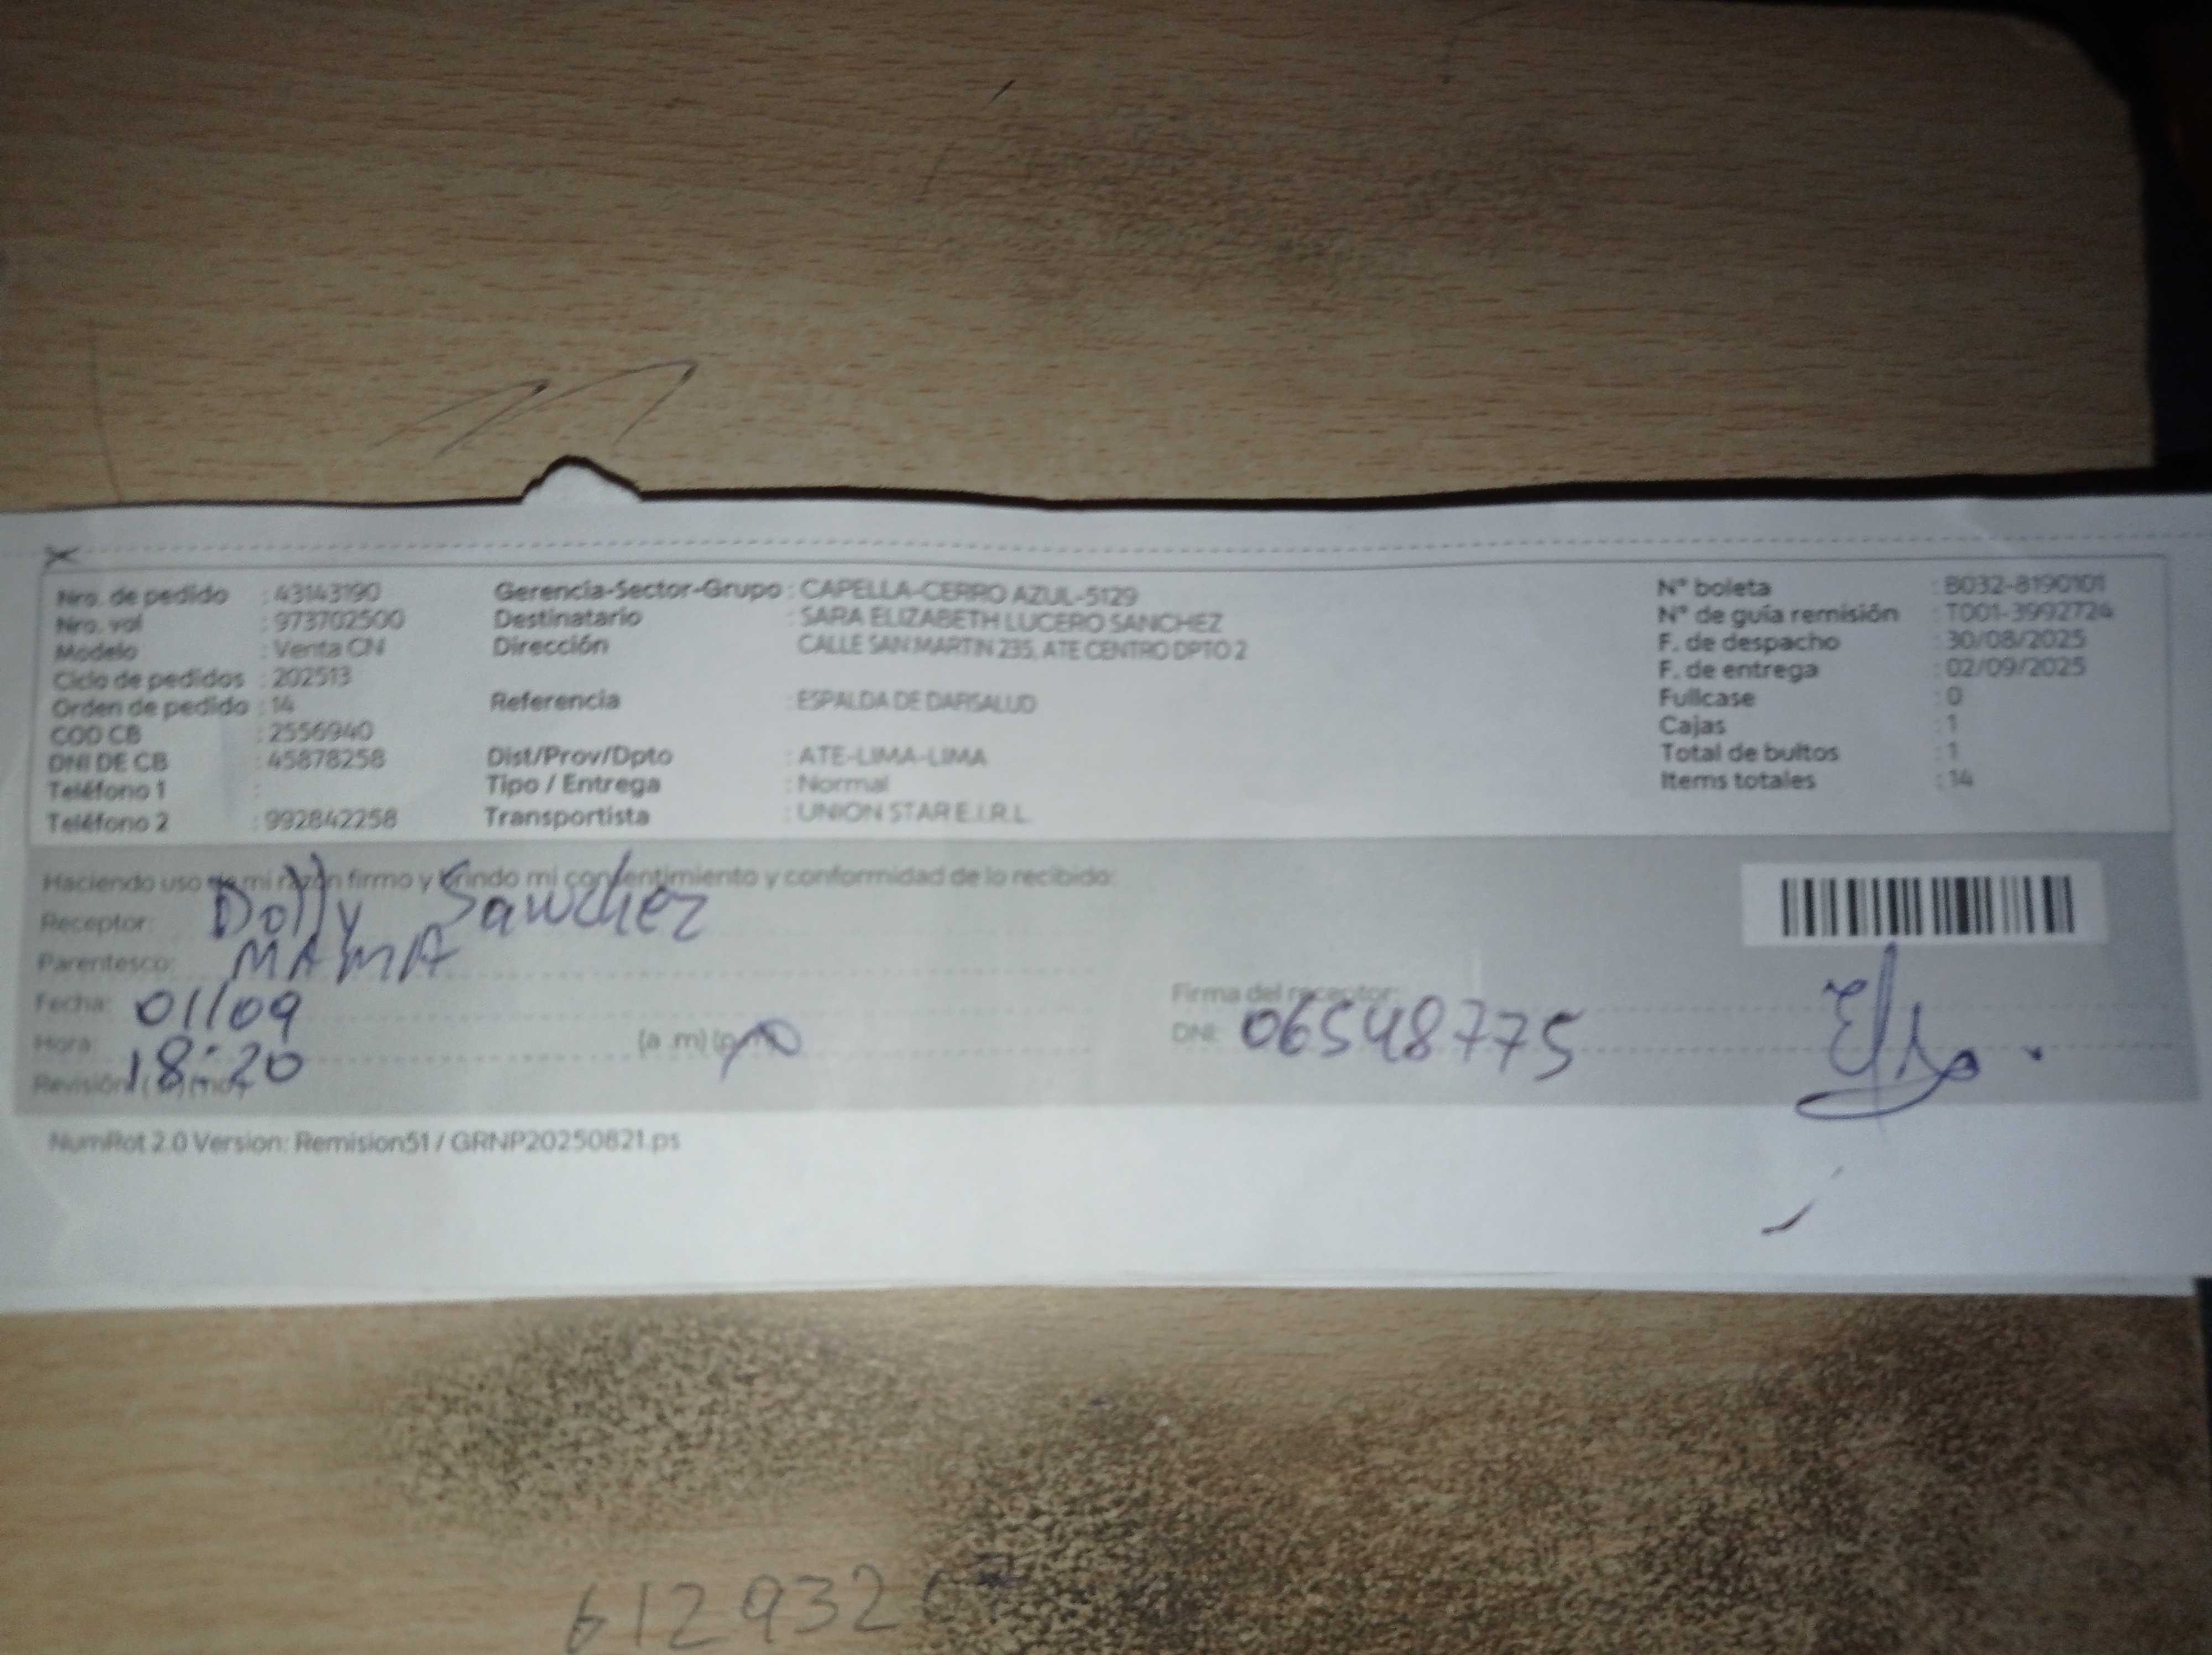 Nro. de pedido : 43143190
Nro. val : 973702500
Modelo : Venta CN
Ciclo de pedidos : 202513
Orden de pedido : 14
COD CB : 2556940
DNI DE CB : 45878258
Teléfono 1 :
Teléfono 2 : 992842258
Gerencia-Sector-Grupo : CAPELLA-CERRO AZUL-5129
Destinatario : SARA ELIZABETH LUCERO SANCHEZ
Dirección CALLE SAN MARTIN 235, ATE CENTRO DPTO 2
Referencia : ESPALDA DE DARSALUD
Dist/Prov/Dpto : ATE-LIMA-LIMA
Tipo / Entrega : Normal
Transportista : UNION STAR E.I.R.L.
N° boleta : B032-8190101
N° de guía remisión : T001-3992724
F. de despacho : 30/08/2025
F. de entrega : 02/09/2025
Fullcase : 0
Cajas : 1
Total de bultos : 1
Items totales : 14
Haciendo uso de mi razón firmo y brindo mi consentimiento y conformidad de lo recibido:
Receptor: Dolly Sanchez
Parentesco: MAMA
Fecha: 01/09
Hora 18:20 (a .m)
Revisión
Firma del receptor:
DNI: 06548775
NumRot 2.0 Version: Remision51 / GRNP20250821.ps
6129320